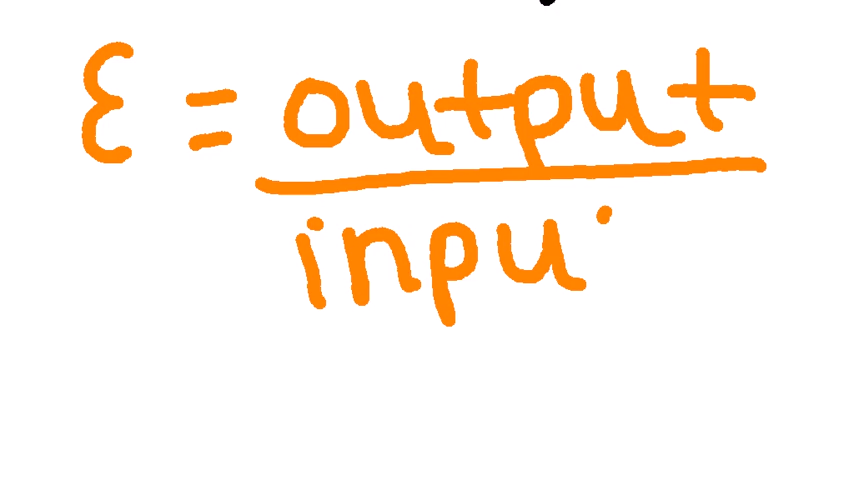 ε = output
inpu